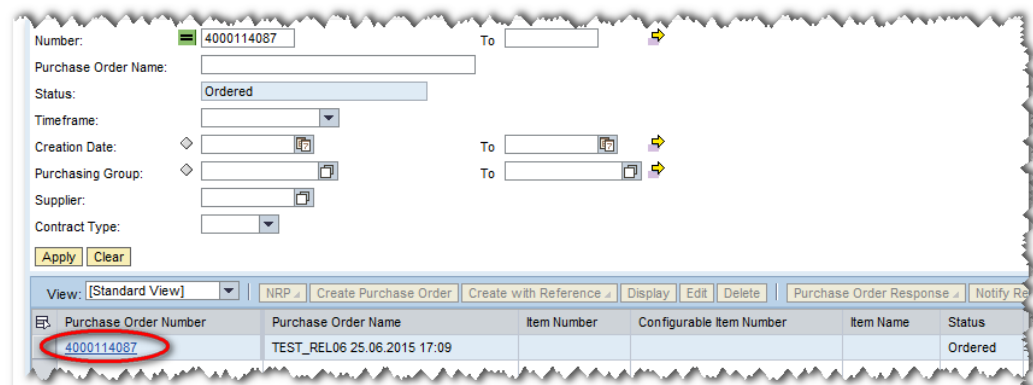 Number: 4000114087 To
Purchase Order Name:
Status: Ordered
Timeframe:
Creation Date: To
Purchasing Group: To
Supplier:
Contract Type:
Apply Clear
View: [Standard View] NRP Create Purchase Order Create with Reference Display Edit Delete Purchase Order Response Notify Re
Purchase Order Number Purchase Order Name Item Number Configurable Item Number Item Name Status
4000114087 TEST_REL06 25.06.2015 17:09 Ordered